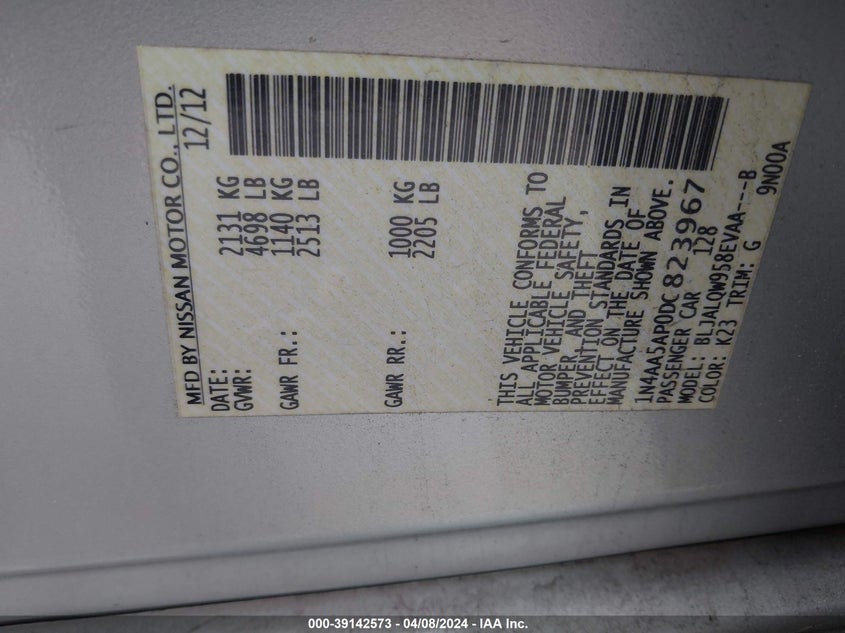 MFD BY NISSAN MOTOR CO., LTD.
DATE: 12/12
GVWR: 2131 KG
4698 LB
GAWR FR.: 1140 KG
2513 LB
GAWR RR.: 1000 KG
2205 LB
THIS VEHICLE CONFORMS TO
ALL APPLICABLE FEDERAL
MOTOR VEHICLE SAFETY,
BUMPER, AND THEFT
PREVENTION STANDARDS IN
EFFECT ON THE DATE OF
MANUFACTURE SHOWN ABOVE.
1N4AA5AP0DC823967
PASSENGER CAR 128
MODEL: BLJALQW958EVAA---B
COLOR: K23 TRIM: G 9N00A
000-39142573 - 04/08/2024 - IAA Inc.